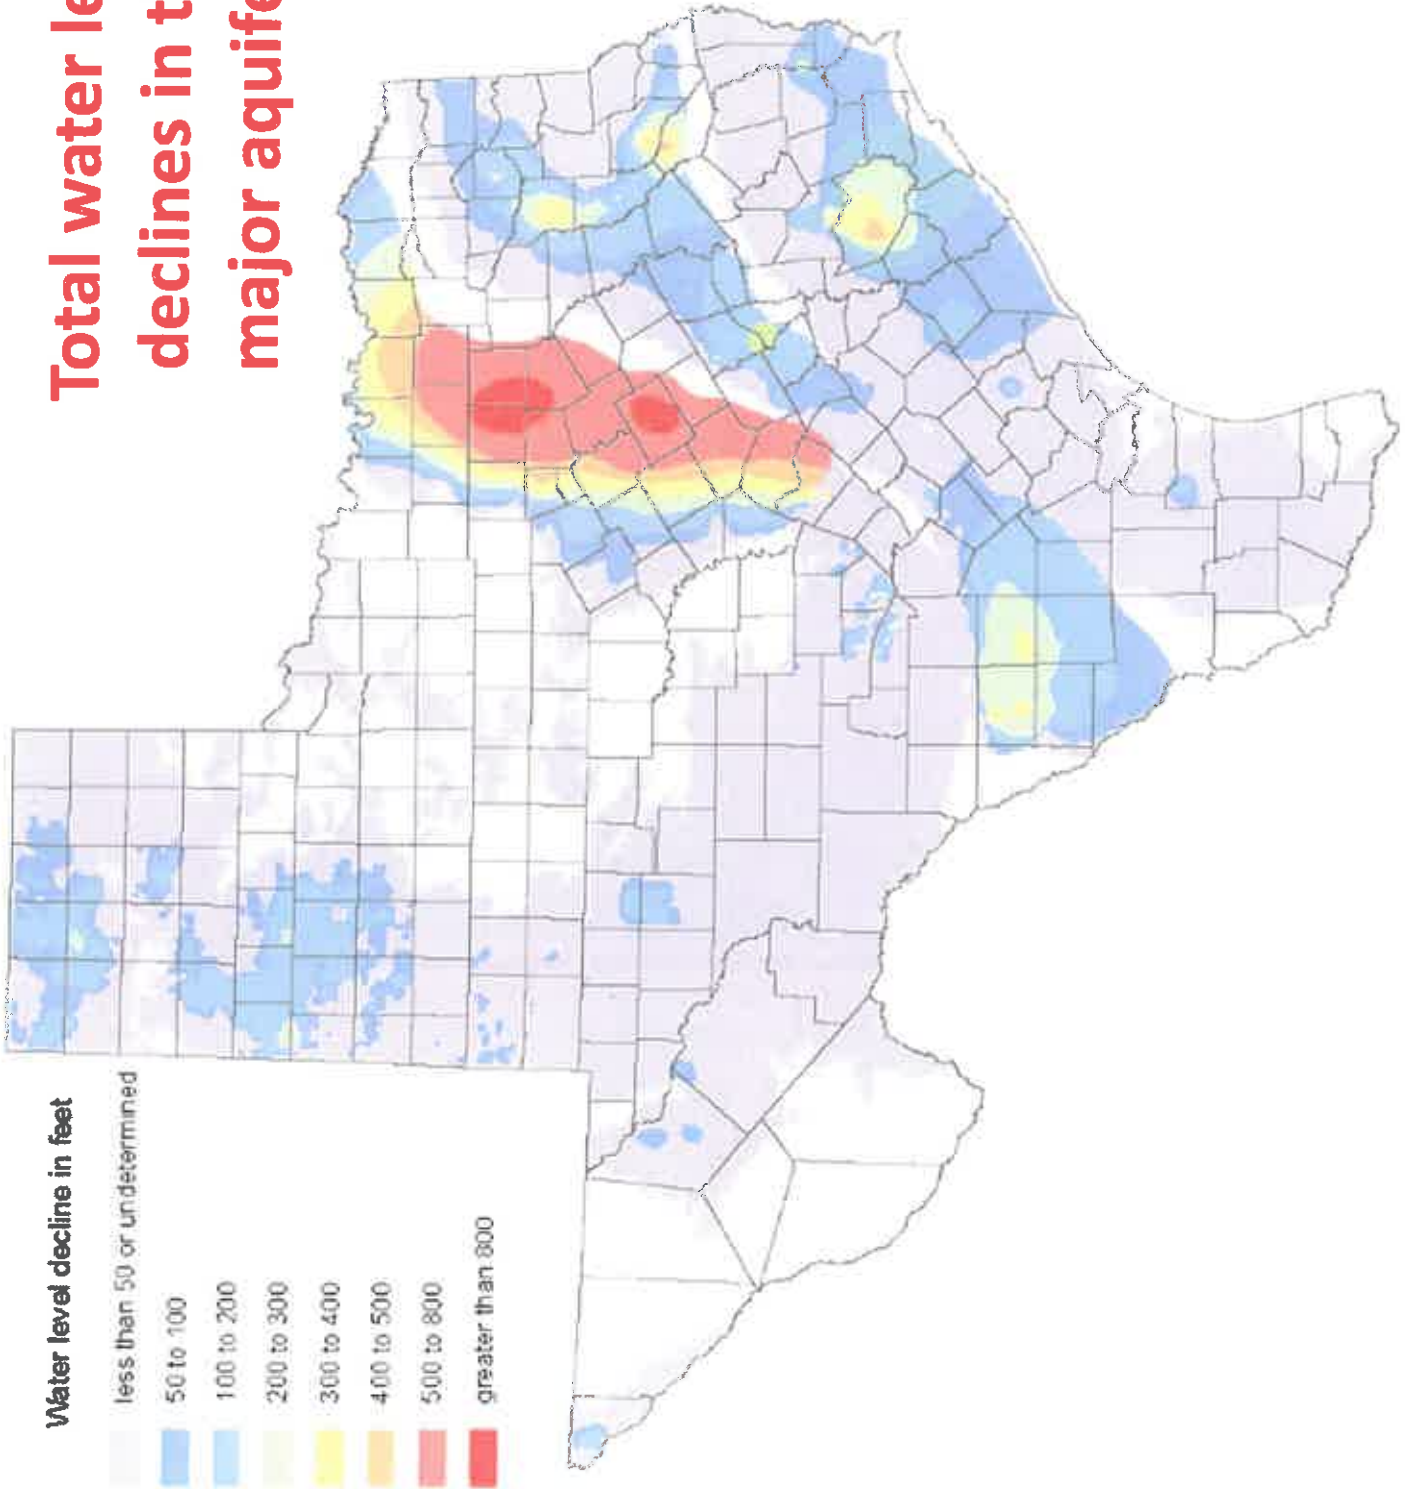 Total water le
declines in t
major aquife
Water level decline in feet
less than 50 or undetermined
50 to 100
100 to 200
200 to 300
300 to 400
400 to 500
500 to 800
greater than 800